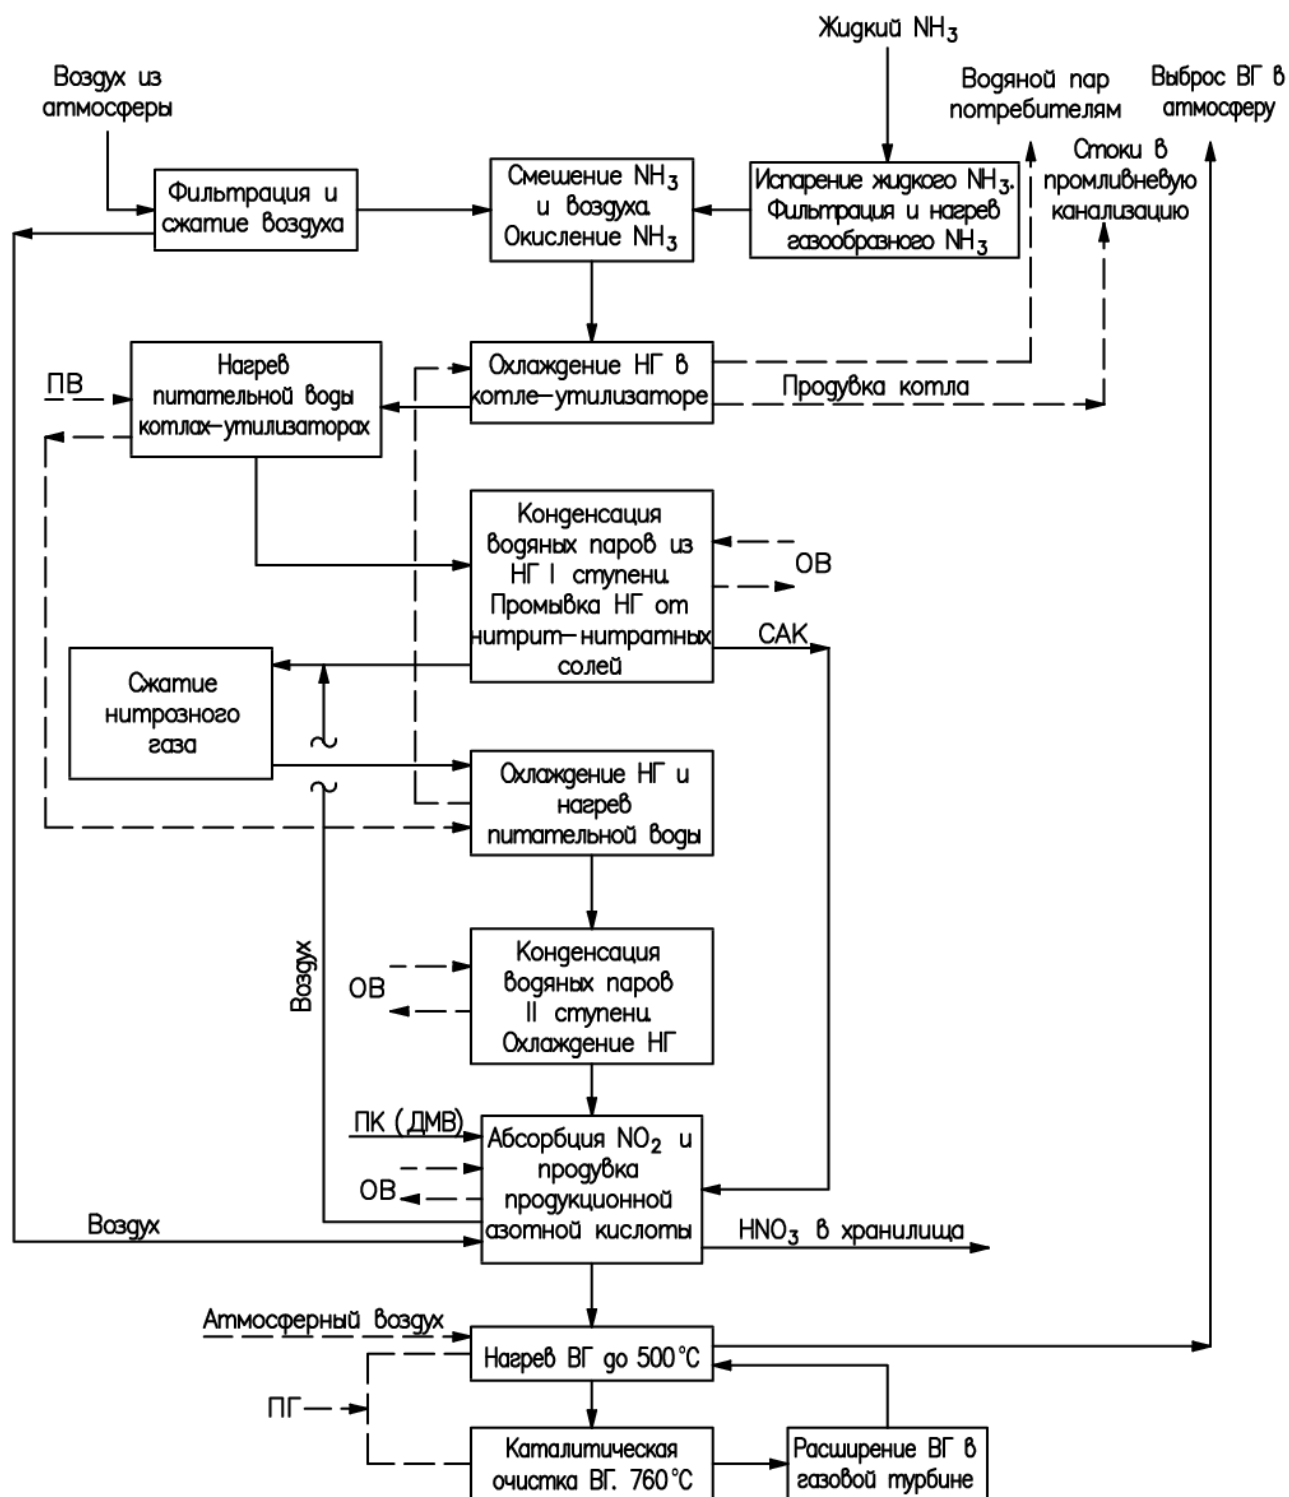 Жидкий NH3
Воздух из
атмосферы
Водяной пар
потребителям
Выброс ВГ в
атмосферу
Стоки в
промливневую
канализацию
Фильтрация и
сжатие воздуха
Смешение NH3
и воздуха.
Окисление NH3
Испарение жидкого NH3.
Фильтрация и нагрев
газообразного NH3
ПВ
Нагрев
питательной воды
котлах-утилизаторах
Охлаждение НГ в
котле-утилизаторе
Продувка котла
Конденсация
водяных паров из
НГ I ступени.
Промывка НГ от
нитрит-нитратных
солей
ОВ
САК
Сжатие
нитрозного
газа
Охлаждение НГ и
нагрев
питательной воды
Воздух
ОВ
Конденсация
водяных паров
II ступени.
Охлаждение НГ
ПК (ДМВ)
ОВ
Абсорбция NO2 и
продувка
продукционной
азотной кислоты
Воздух
HNO3 в хранилища
Атмосферный воздух
Нагрев ВГ до 500°С
ПГ
Каталитическая
очистка ВГ. 760°С
Расширение ВГ в
газовой турбине